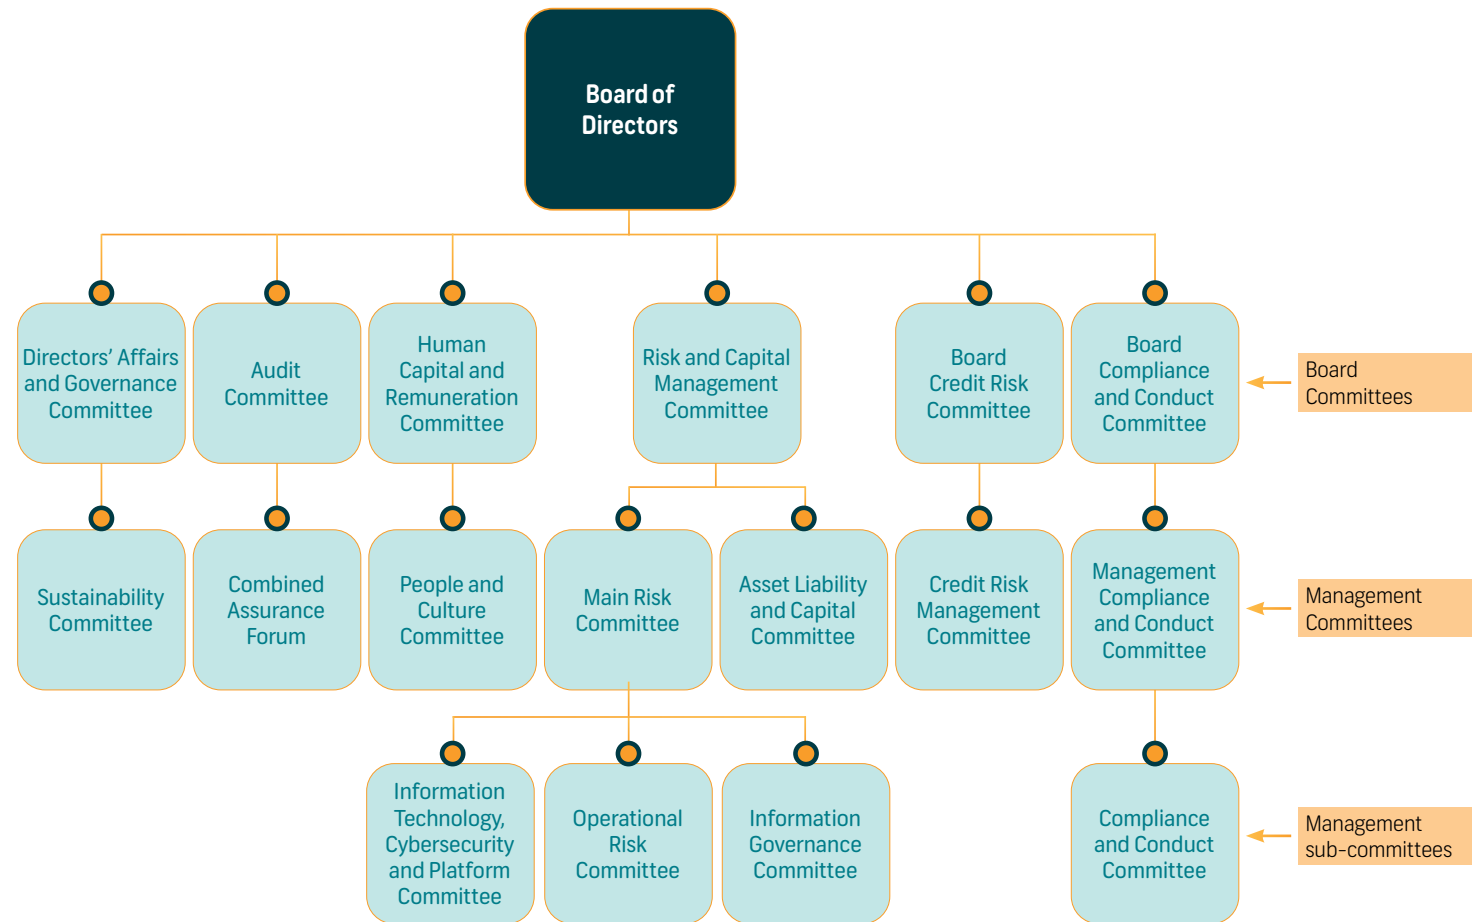 Board of
Directors
Directors’ Affairs
and Governance
Committee
Audit
Committee
Human
Capital and
Remuneration
Committee
Risk and Capital
Management
Committee
Board
Credit Risk
Committee
Board
Compliance
and Conduct
Committee
Board
Committees
Sustainability
Committee
Combined
Assurance
Forum
People and
Culture
Committee
Main Risk
Committee
Asset Liability
and Capital
Committee
Credit Risk
Management
Committee
Management
Compliance
and Conduct
Committee
Management
Committees
Information
Technology,
Cybersecurity
and Platform
Committee
Operational
Risk
Committee
Information
Governance
Committee
Compliance
and Conduct
Committee
Management
sub-committees